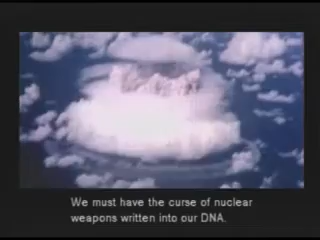 We must have the curse of nuclear
weapons written into our DNA.